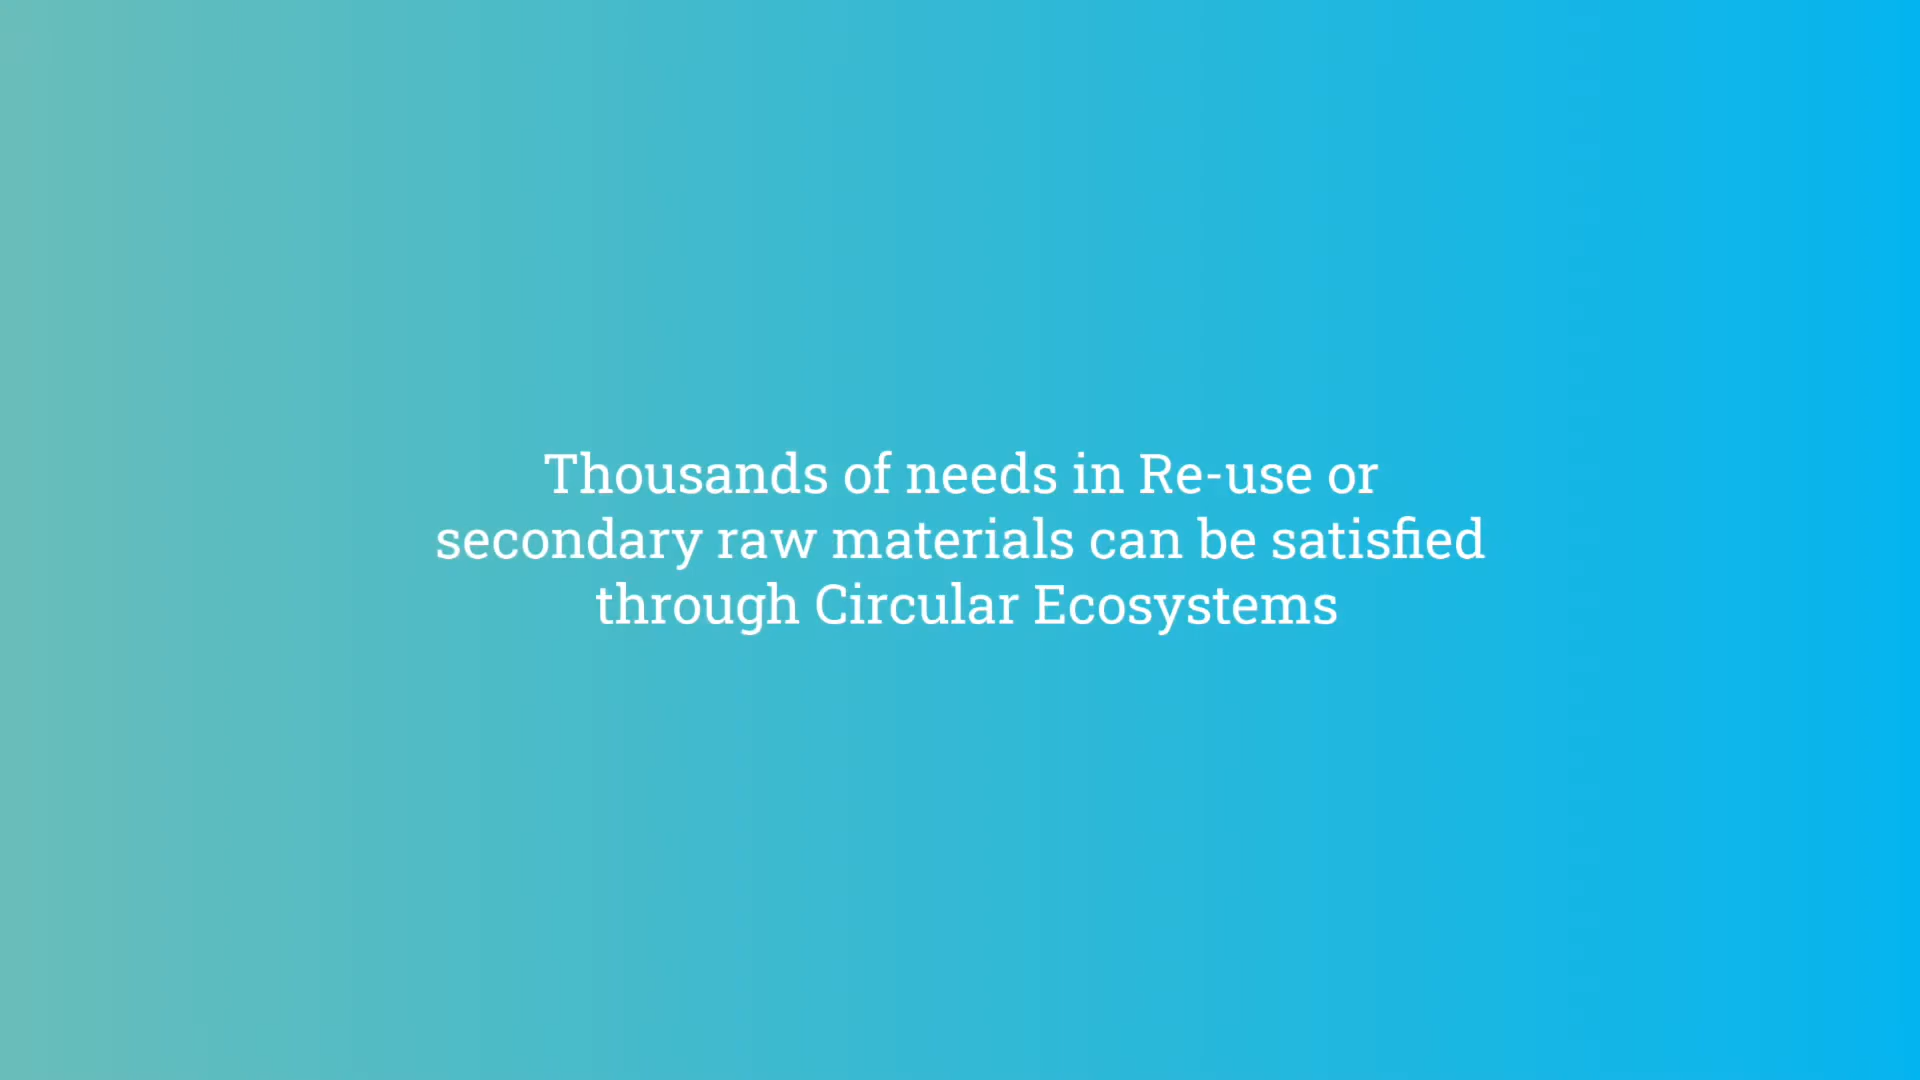 Thousands of needs in Re-use or
secondary raw materials can be satisfied
through Circular Ecosystems